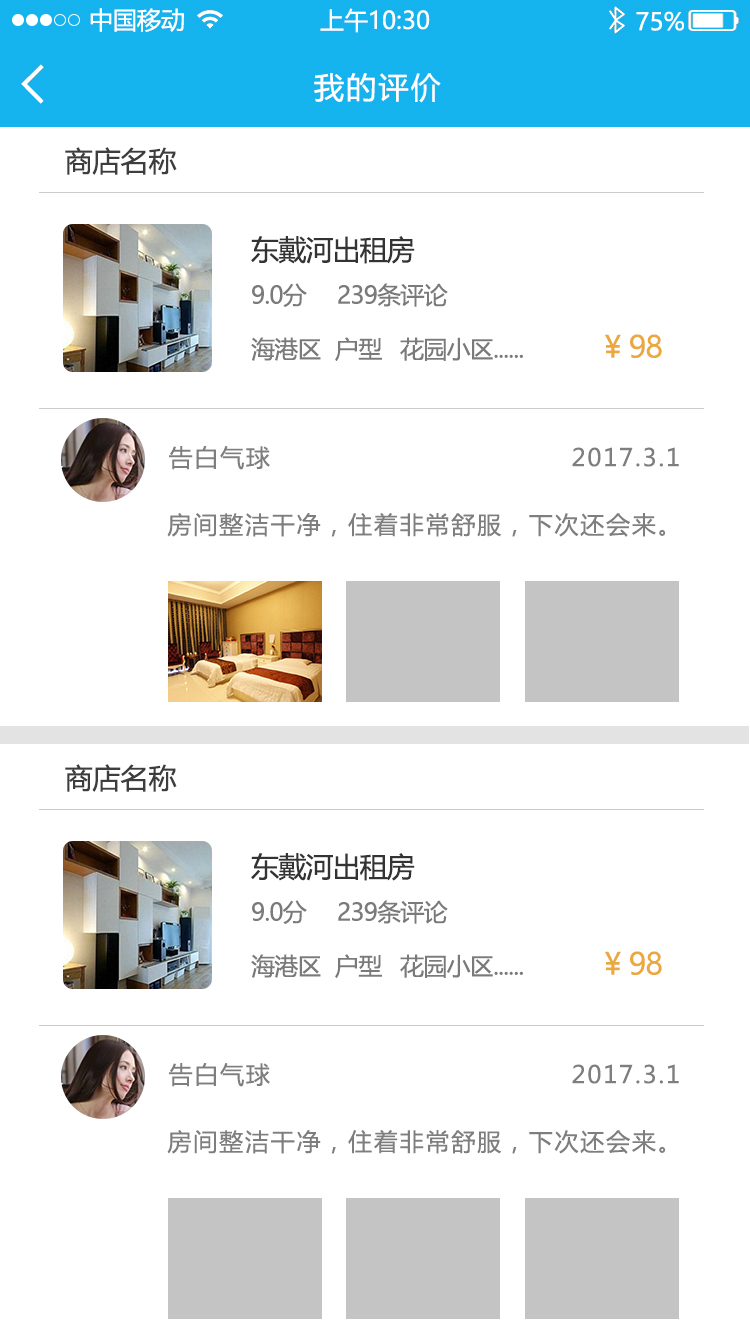 中国移动 上午10:30 75%
我的评价
商店名称
东戴河出租房
9.0分 239条评论
海港区 户型 花园小区...... ¥ 98
告白气球 2017.3.1
房间整洁干净，住着非常舒服，下次还会来。
商店名称
东戴河出租房
9.0分 239条评论
海港区 户型 花园小区...... ¥ 98
告白气球 2017.3.1
房间整洁干净，住着非常舒服，下次还会来。